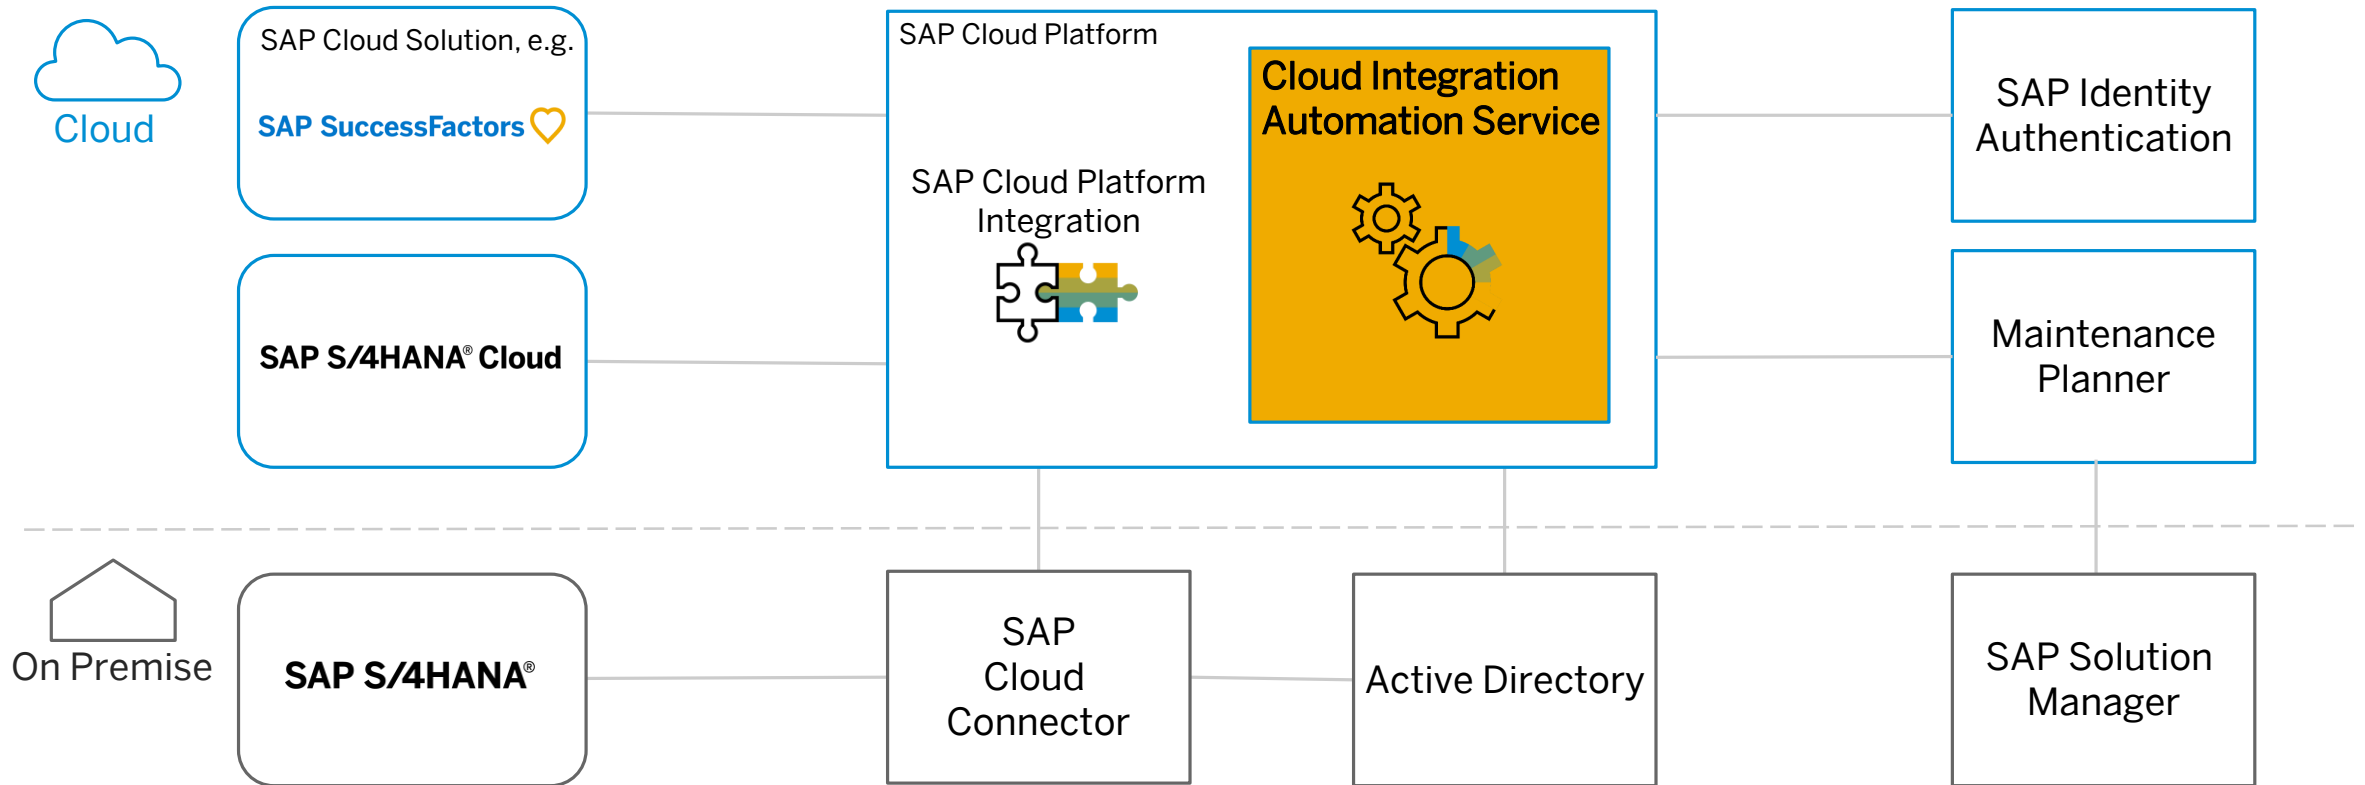 Cloud
SAP Cloud Solution, e.g.
SAP SuccessFactors
SAP Cloud Platform
Cloud Integration
Automation Service
SAP Cloud Platform
Integration
SAP Identity
Authentication
SAP S/4HANA® Cloud
Maintenance
Planner
On Premise
SAP S/4HANA®
SAP
Cloud
Connector
Active Directory
SAP Solution
Manager